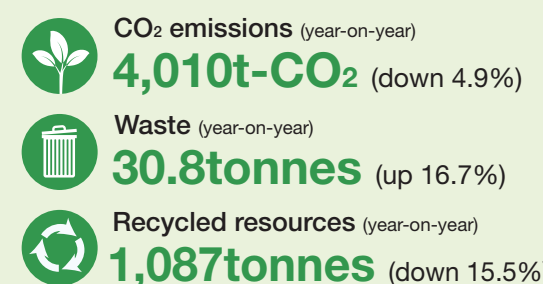 CO₂ emissions (year-on-year)
4,010t-CO₂ (down 4.9%)
Waste (year-on-year)
30.8tonnes (up 16.7%)
Recycled resources (year-on-year)
1,087tonnes (down 15.5%)